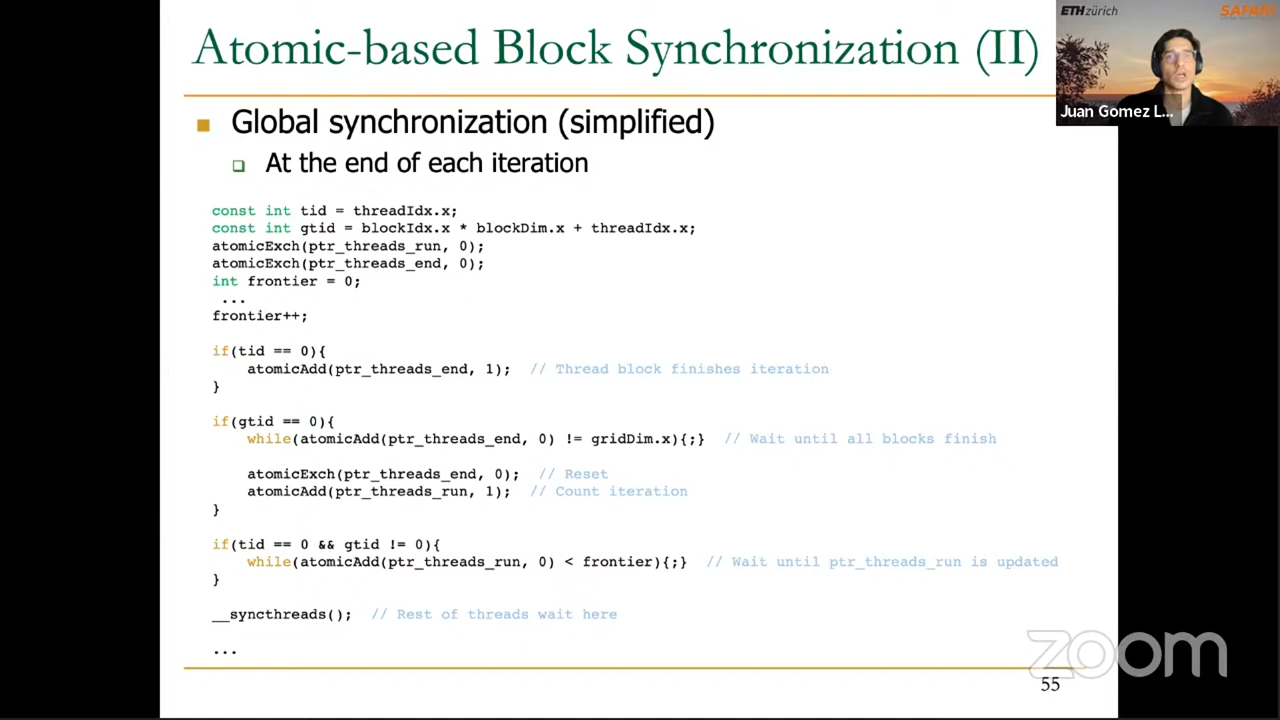 Atomic-based Block Synchronization (II)
Global synchronization (simplified)
At the end of each iteration
const int tid = threadIdx.x;
const int gtid = blockIdx.x * blockDim.x + threadIdx.x;
atomicExch(ptr_threads_run, 0);
atomicExch(ptr_threads_end, 0);
int frontier = 0;
...
frontier++;
if(tid == 0){
atomicAdd(ptr_threads_end, 1); // Thread block finishes iteration
}
if(gtid == 0){
while(atomicAdd(ptr_threads_end, 0) != gridDim.x){;} // Wait until all blocks finish
atomicExch(ptr_threads_end, 0); // Reset
atomicAdd(ptr_threads_run, 1); // Count iteration
}
if(tid == 0 && gtid != 0){
while(atomicAdd(ptr_threads_run, 0) < frontier){;} // Wait until ptr_threads_run is updated
}
__syncthreads(); // Rest of threads wait here
...
55
ETH zürich
SAFARI
Juan Gomez L...
zoom